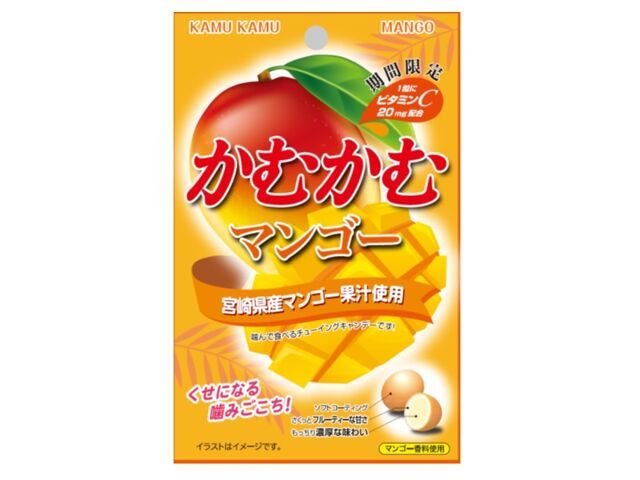 KAMU KAMU MANGO
期間限定
1粒に
ビタミンC
20mg配合
かむかむ
マンゴー
宮崎県産マンゴー果汁使用
噛んで食べるチューイングキャンデーです!
くせになる
噛みごこち!
ソフトコーティング
さくっとフルーティーな甘さ
もっちり濃厚な味わい
イラストはイメージです。
マンゴー香料使用